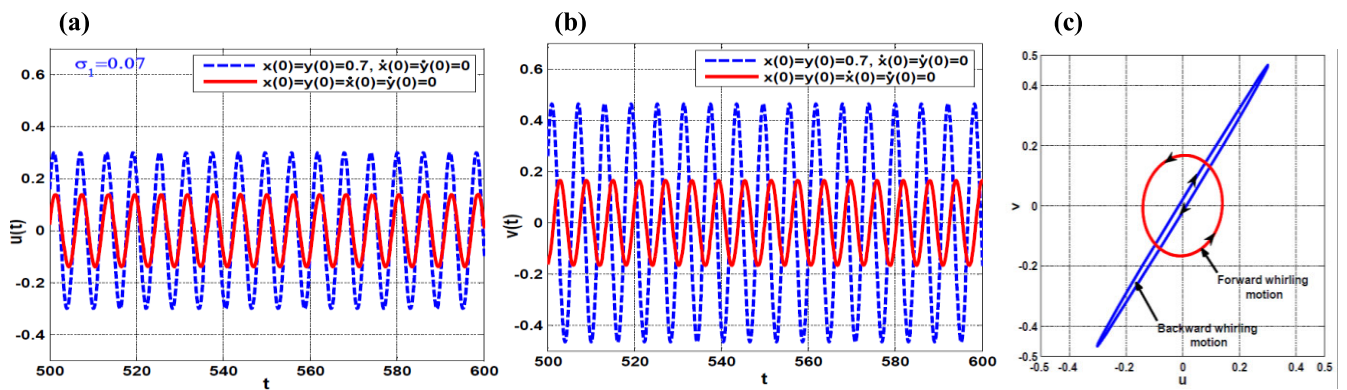 (a)
σ1=0.07
x(0)=y(0)=0.7, ẋ(0)=ẏ(0)=0
x(0)=y(0)=ẋ(0)=ẏ(0)=0
0.6
0.4
0.2
0
-0.2
-0.4
u(t)
500
520
540
560
580
600
t
(b)
x(0)=y(0)=0.7, ẋ(0)=ẏ(0)=0
x(0)=y(0)=ẋ(0)=ẏ(0)=0
0.6
0.4
0.2
0
-0.2
-0.4
v(t)
500
520
540
560
580
600
t
(c)
0.5
0.4
0.2
0
-0.2
-0.4
-0.5
v
Forward whirling
motion
Backward whirling
motion
-0.5
-0.4
-0.2
0
0.2
0.4
0.5
u